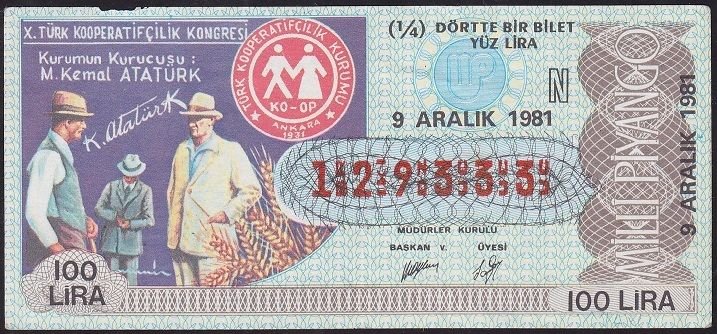 X. TÜRK KOOPERATİFÇİLİK KONGRESİ
Kurumun Kurucusu :
M. Kemal ATATÜRK
K. Atatürk
TÜRK KOOPERATİFÇİLİK KURUMU
KO-OP
ANKARA
1931
(1/4) DÖRTTE BİR BİLET
YÜZ LİRA
MP
N
9 ARALIK 1981
129333
MÜDÜRLER KURULU
BAŞKAN V. ÜYESİ
100
LİRA
100 LİRA
MİLLİ PİYANGO
9 ARALIK 1981